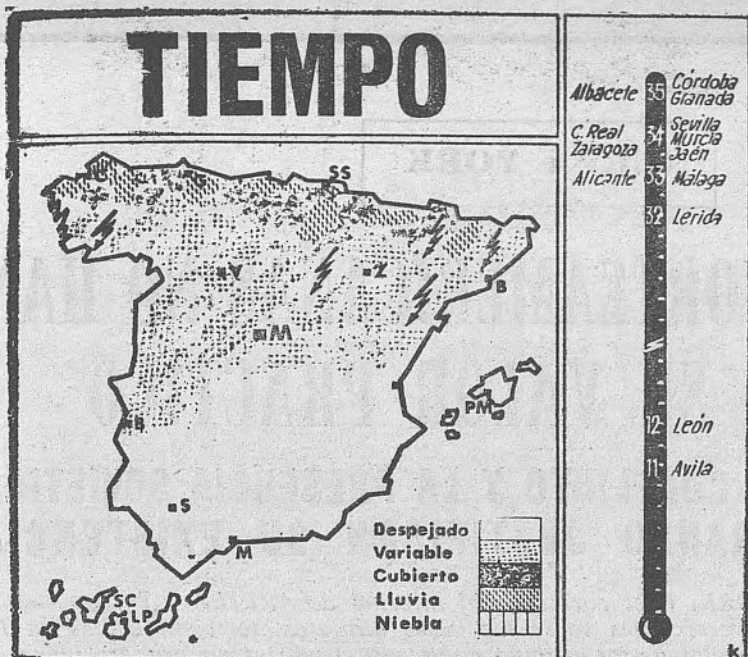 TIEMPO
YORK
C
G
SS
V
Z
B
M
PM
B
S
M
SC
LP
Despejado
Variable
Cubierto
Lluvia
Niebla
Albacete 35 Córdoba
Granada
C. Real 34 Sevilla
Zaragoza Murcia
Jaén
Alicante 33 Málaga
32 Lérida
12 León
11 Avila
k